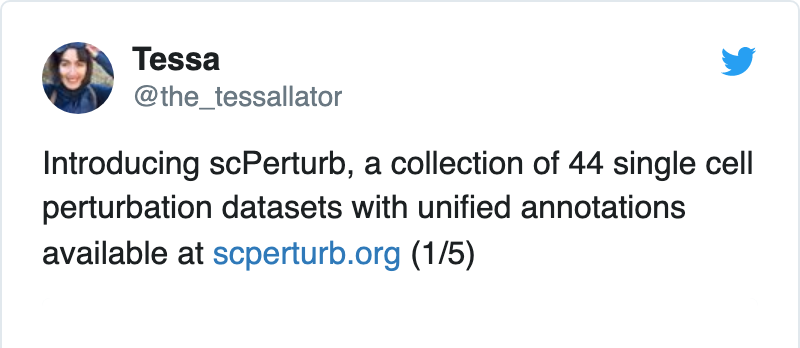 Tessa
@the_tessallator
Introducing scPerturb, a collection of 44 single cell
perturbation datasets with unified annotations
available at scperturb.org (1/5)